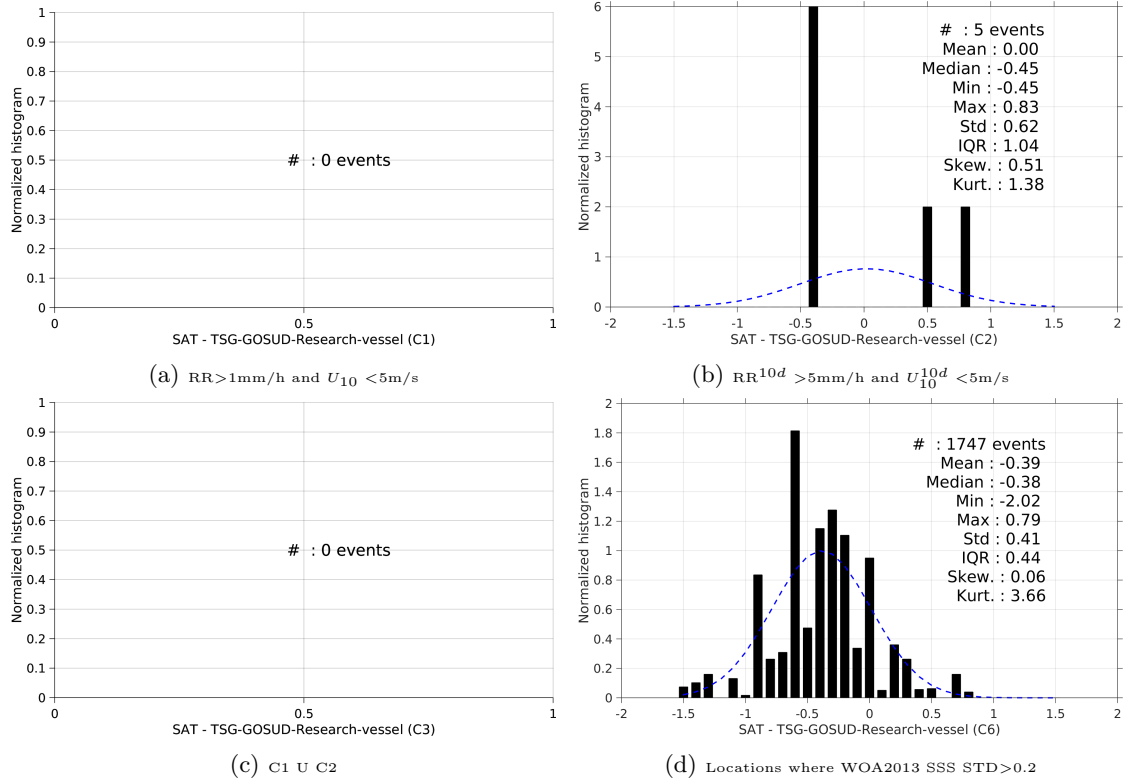 1
0.9
0.8
0.7
0.6
0.5
0.4
0.3
0.2
0.1
0
Normalized histogram
# : 0 events
0 0.5 1
SAT - TSG-GOSUD-Research-vessel (C1)
(a) RR>1mm/h and U₁₀ <5m/s
6
5
4
3
2
1
0
Normalized histogram
# : 5 events
Mean : 0.00
Median : -0.45
Min : -0.45
Max : 0.83
Std : 0.62
IQR : 1.04
Skew. : 0.51
Kurt. : 1.38
-2 -1.5 -1 -0.5 0 0.5 1 1.5 2
SAT - TSG-GOSUD-Research-vessel (C2)
(b) RR^{10d} >5mm/h and U_{10}^{10d} <5m/s
1
0.9
0.8
0.7
0.6
0.5
0.4
0.3
0.2
0.1
0
Normalized histogram
# : 0 events
0 0.5 1
SAT - TSG-GOSUD-Research-vessel (C3)
(c) C1 U C2
2
1.8
1.6
1.4
1.2
1
0.8
0.6
0.4
0.2
0
Normalized histogram
# : 1747 events
Mean : -0.39
Median : -0.38
Min : -2.02
Max : 0.79
Std : 0.41
IQR : 0.44
Skew. : 0.06
Kurt. : 3.66
-2 -1.5 -1 -0.5 0 0.5 1 1.5 2
SAT - TSG-GOSUD-Research-vessel (C6)
(d) Locations where WOA2013 SSS STD>0.2